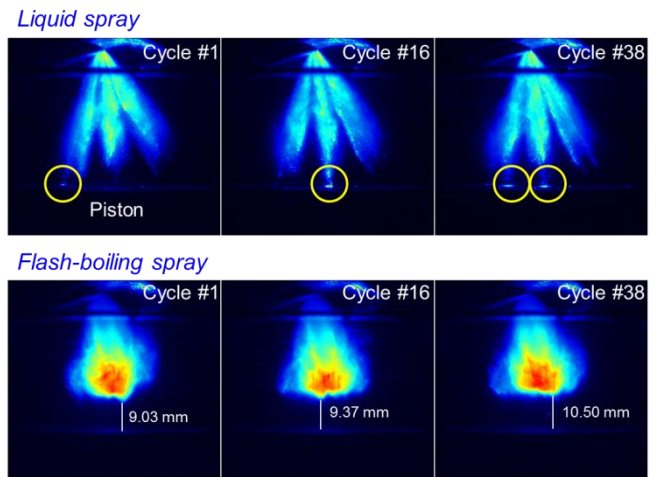 Liquid spray
Cycle #1
Cycle #16
Cycle #38
Piston
Flash-boiling spray
Cycle #1
Cycle #16
Cycle #38
9.03 mm
9.37 mm
10.50 mm